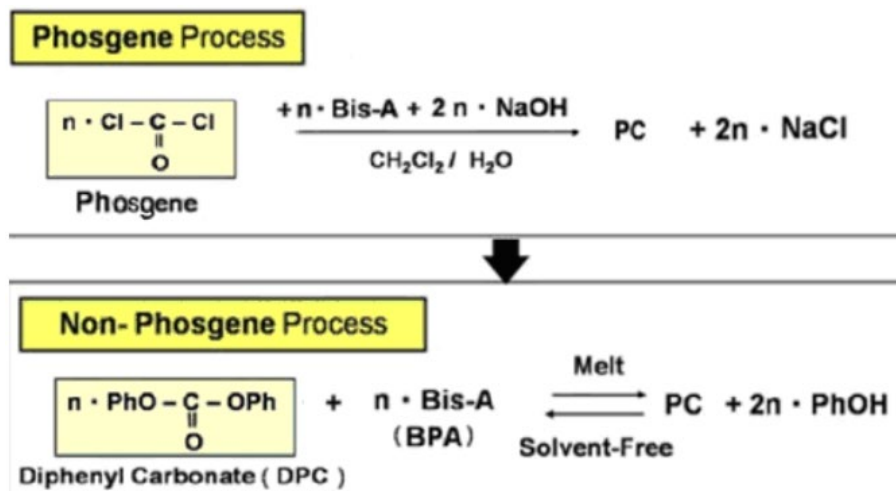 Phosgene Process
n · Cl – C – Cl
O
Phosgene
+n · Bis-A + 2 n · NaOH
CH₂Cl₂ / H₂O
PC + 2n · NaCl
Non- Phosgene Process
n · PhO – C – OPh
O
Diphenyl Carbonate ( DPC )
+ n · Bis-A
(BPA)
Melt
Solvent-Free
PC + 2n · PhOH